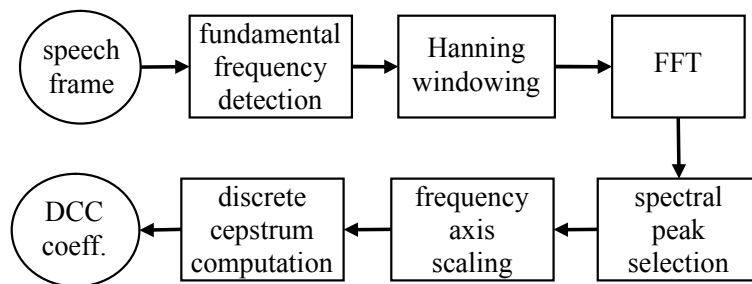 speech
frame
fundamental
frequency
detection
Hanning
windowing
FFT
spectral
peak
selection
frequency
axis
scaling
discrete
cepstrum
computation
DCC
coeff.